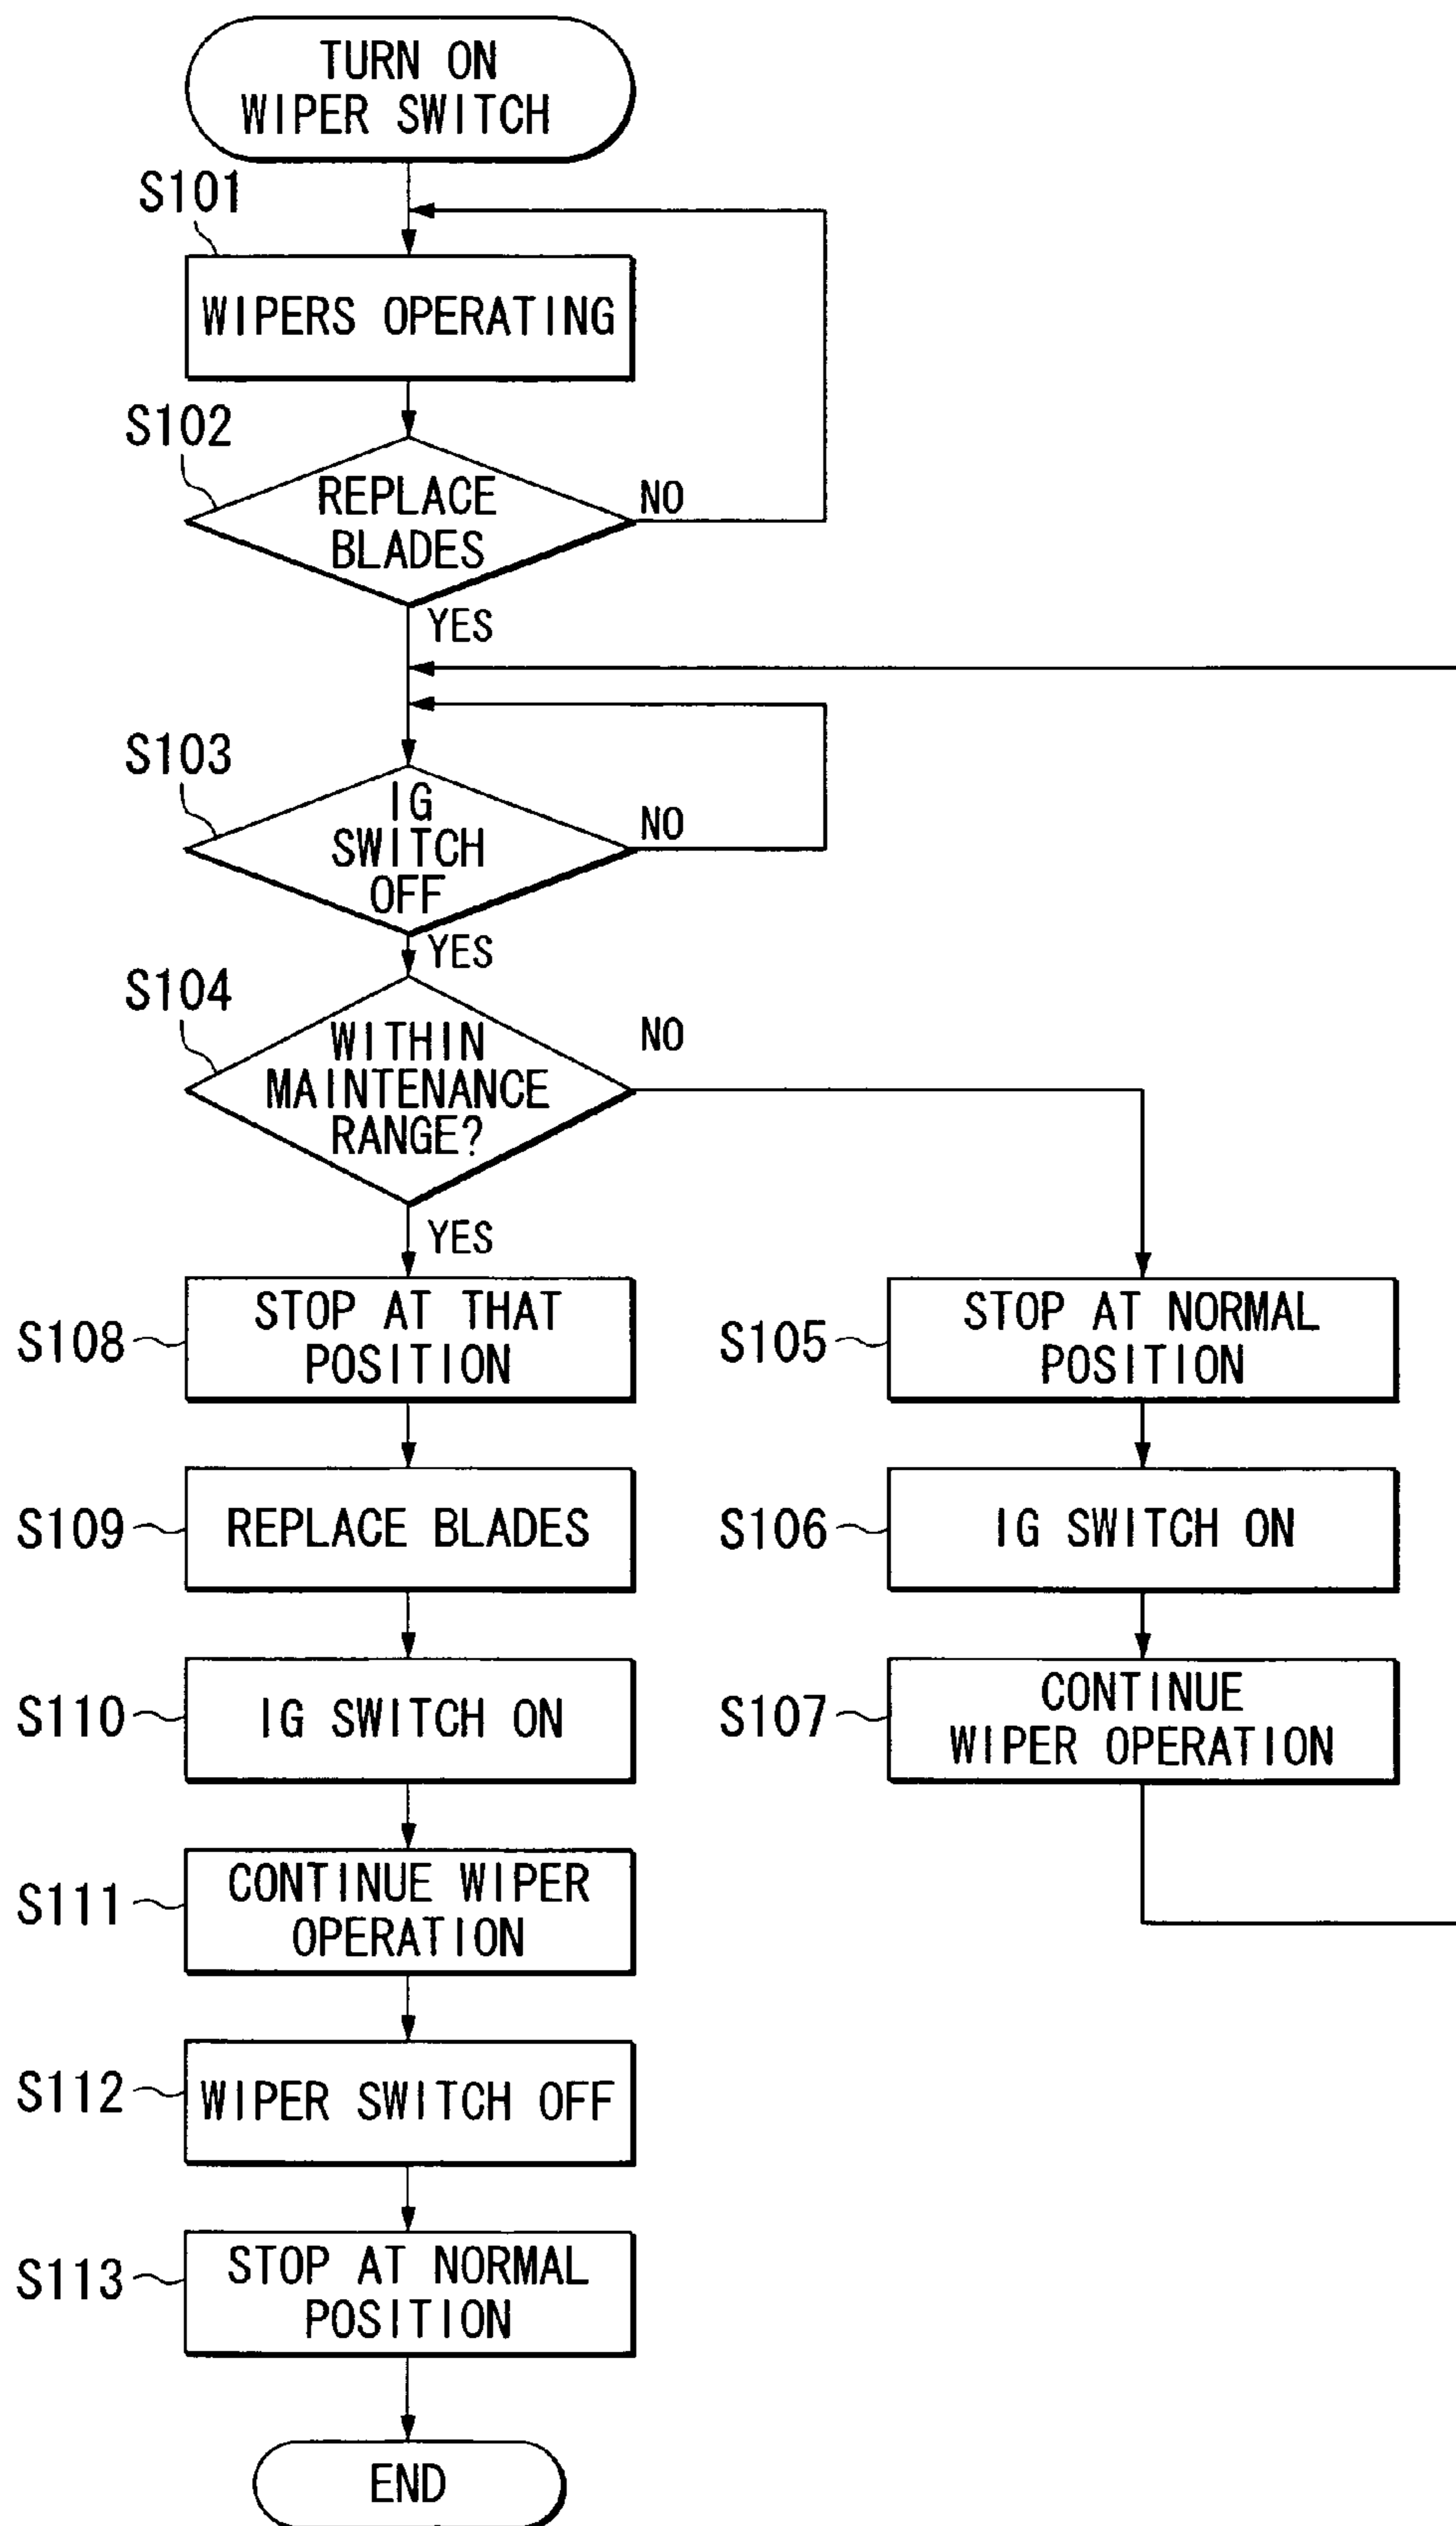 TURN ON
WIPER SWITCH
S101
WIPERS OPERATING
S102
REPLACE
BLADES
NO
YES
S103
IG
SWITCH
OFF
NO
YES
S104
WITHIN
MAINTENANCE
RANGE?
NO
YES
S108
STOP AT THAT
POSITION
S105
STOP AT NORMAL
POSITION
S109
REPLACE BLADES
S106
IG SWITCH ON
S110
IG SWITCH ON
S107
CONTINUE
WIPER OPERATION
S111
CONTINUE WIPER
OPERATION
S112
WIPER SWITCH OFF
S113
STOP AT NORMAL
POSITION
END